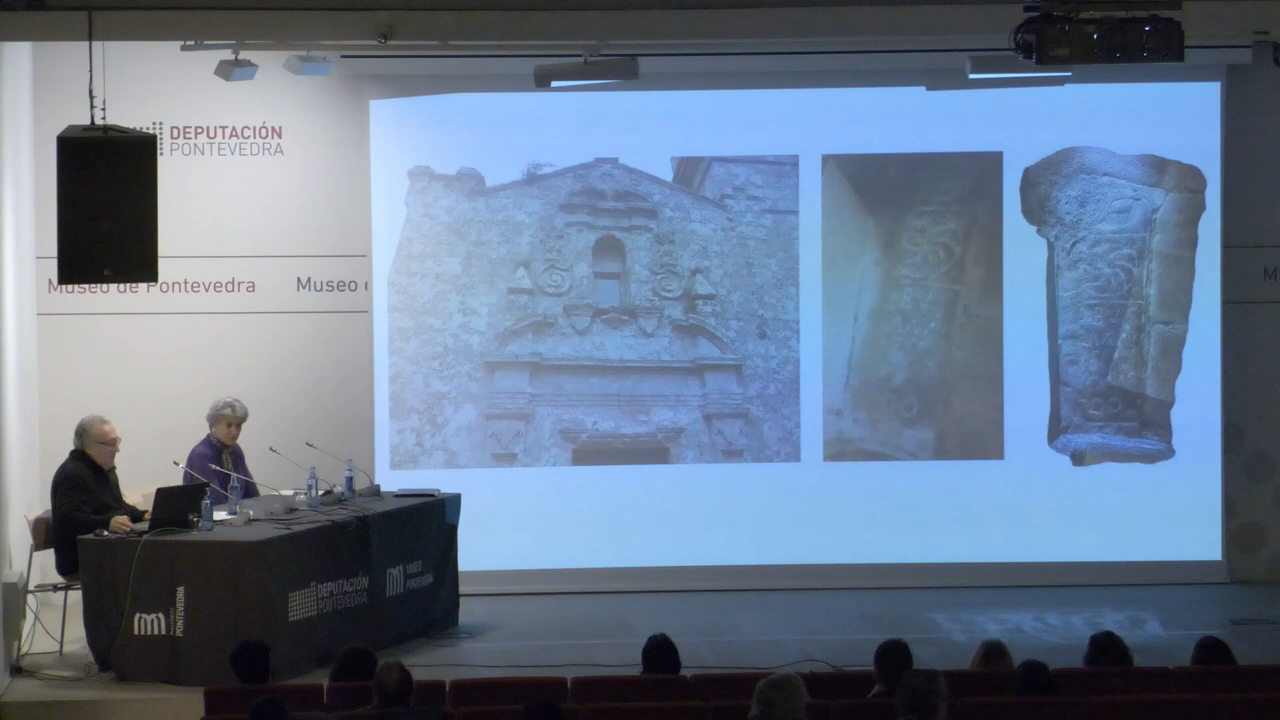 DEPUTACIÓN
PONTEVEDRA
Museo de Pontevedra
Museo
M
DEPUTACIÓN
PONTEVEDRA
MUSEO
PONTEVEDRA
PONTEVEDRA